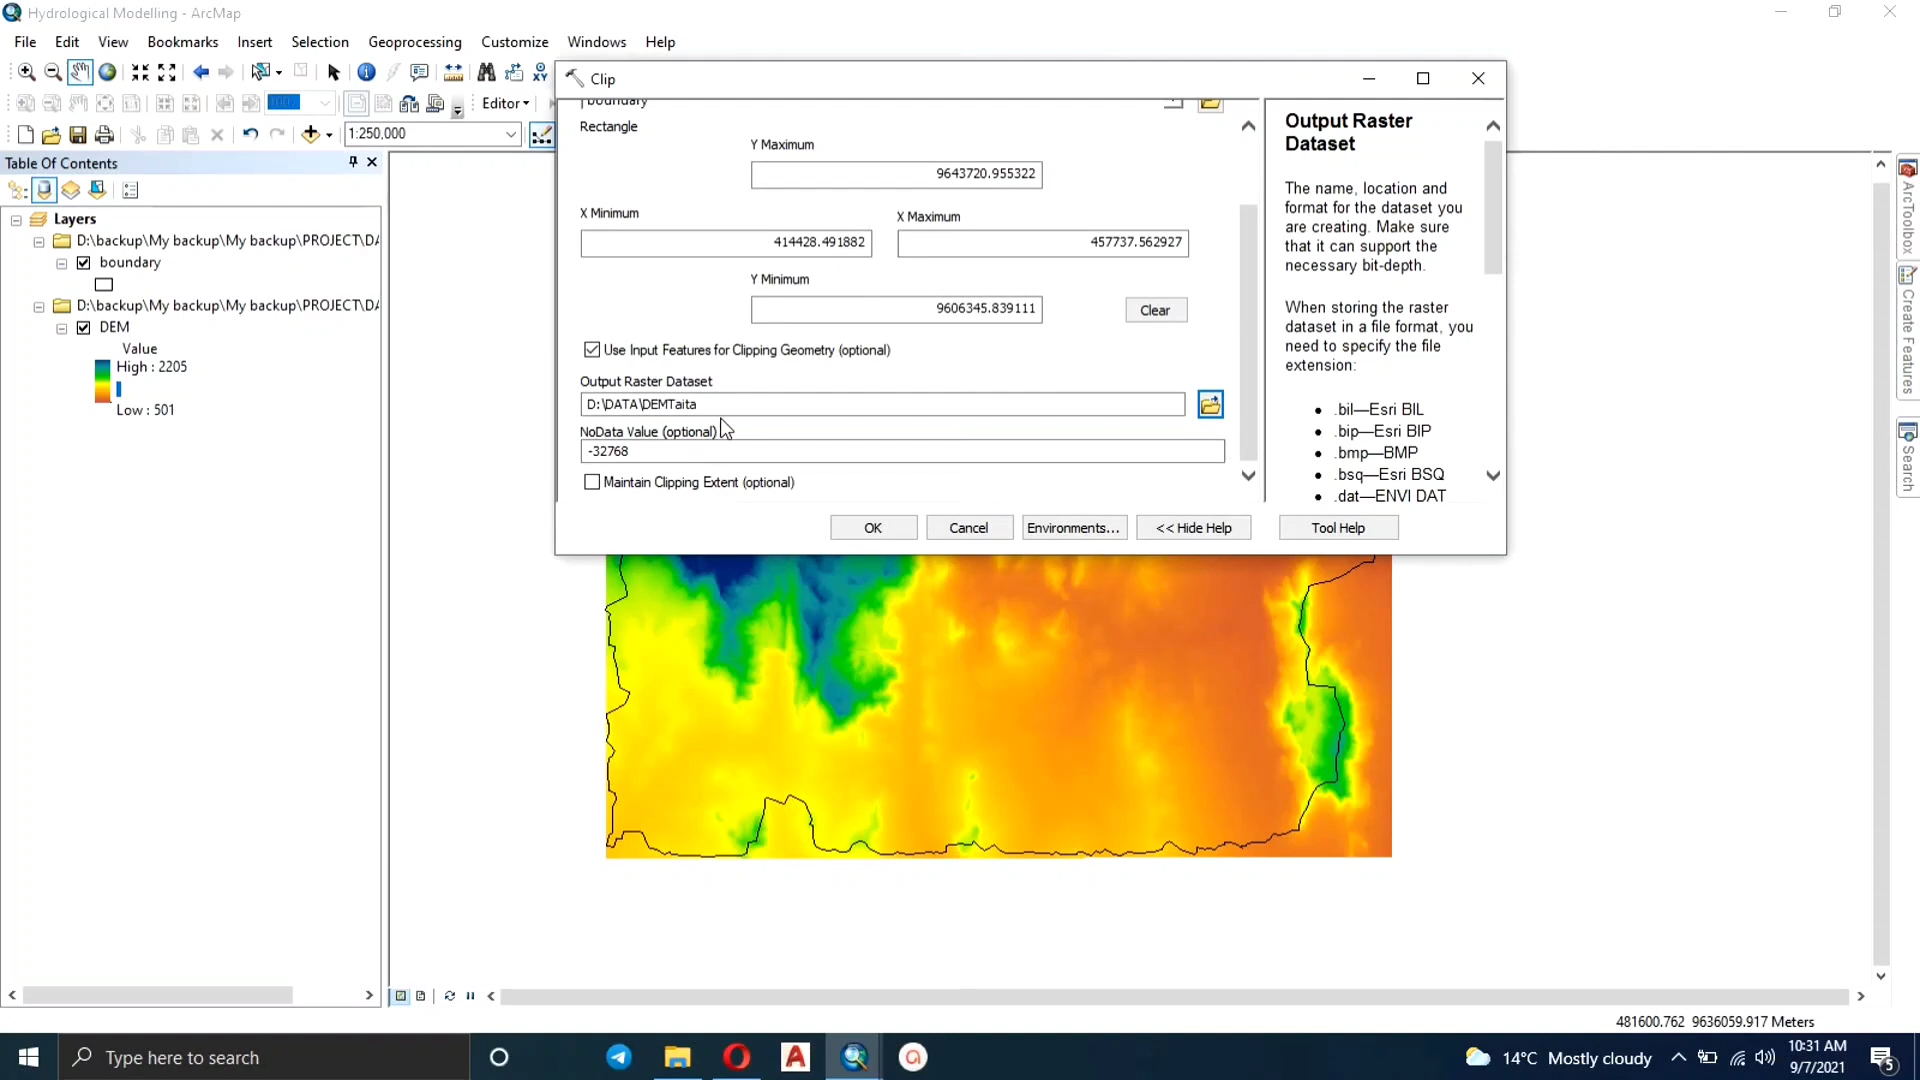 Hydrological Modelling - ArcMap
File Edit View Bookmarks Insert Selection Geoprocessing Customize Windows Help
Editor
1:250,000
Table Of Contents
Layers
D:\backup\My backup\My backup\PROJECT\DA
boundary
D:\backup\My backup\My backup\PROJECT\DA
DEM
Value
High : 2205
Low : 501
Clip
boundary
Rectangle
Y Maximum
9643720.955322
X Minimum
X Maximum
414428.491882
457737.562927
Y Minimum
9606345.839111
Clear
Use Input Features for Clipping Geometry (optional)
Output Raster Dataset
D:\DATA\DEMTaita
NoData Value (optional)
-32768
Maintain Clipping Extent (optional)
OK Cancel Environments... << Hide Help Tool Help
Output Raster
Dataset
The name, location and
format for the dataset you
are creating. Make sure
that it can support the
necessary bit-depth.
When storing the raster
dataset in a file format, you
need to specify the file
extension:
• .bil—Esri BIL
• .bip—Esri BIP
• .bmp—BMP
• .bsq—Esri BSQ
• .dat—ENVI DAT
ArcToolbox
Create Features
Search
481600.762 9636059.917 Meters
Type here to search
14°C Mostly cloudy
10:31 AM
9/7/2021
5